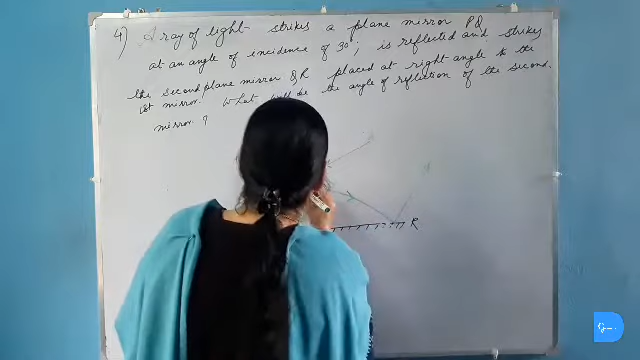 4) A ray of light strikes a plane mirror PQ
at an angle of incidence of 30°, is reflected and strikes
the second plane mirror QR placed at right angle to the
1st mirror. What will be the angle of reflection of the second
mirror ?
R